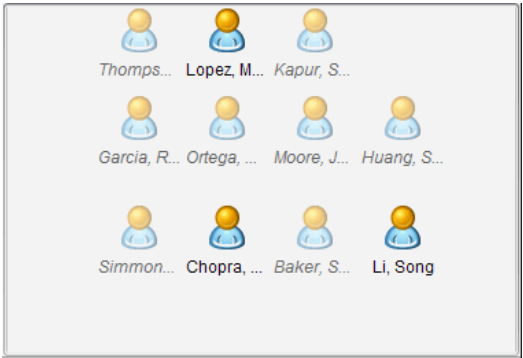 Thomps... Lopez, M... Kapur, S...
Garcia, R... Ortega, ... Moore, J... Huang, S...
Simmon... Chopra, ... Baker, S... Li, Song